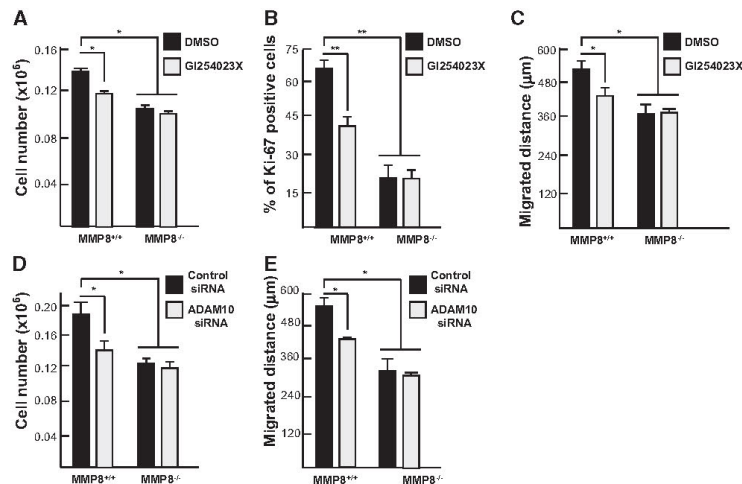 A
Cell number (x10⁶)
0.16
0.12
0.08
0.04
*
*
DMSO
GI254023X
MMP8+/+
MMP8-/-
B
% of Ki-67 positive cells
75
60
45
30
15
**
**
DMSO
GI254023X
MMP8+/+
MMP8-/-
C
Migrated distance (µm)
600
480
360
240
120
*
*
DMSO
GI254023X
MMP8+/+
MMP8-/-
D
Cell number (x10⁶)
0.20
0.16
0.12
0.04
*
*
Control
siRNA
ADAM10
siRNA
MMP8+/+
MMP8-/-
E
Migrated distance (µm)
600
480
360
240
120
*
*
Control
siRNA
ADAM10
siRNA
MMP8+/+
MMP8-/-